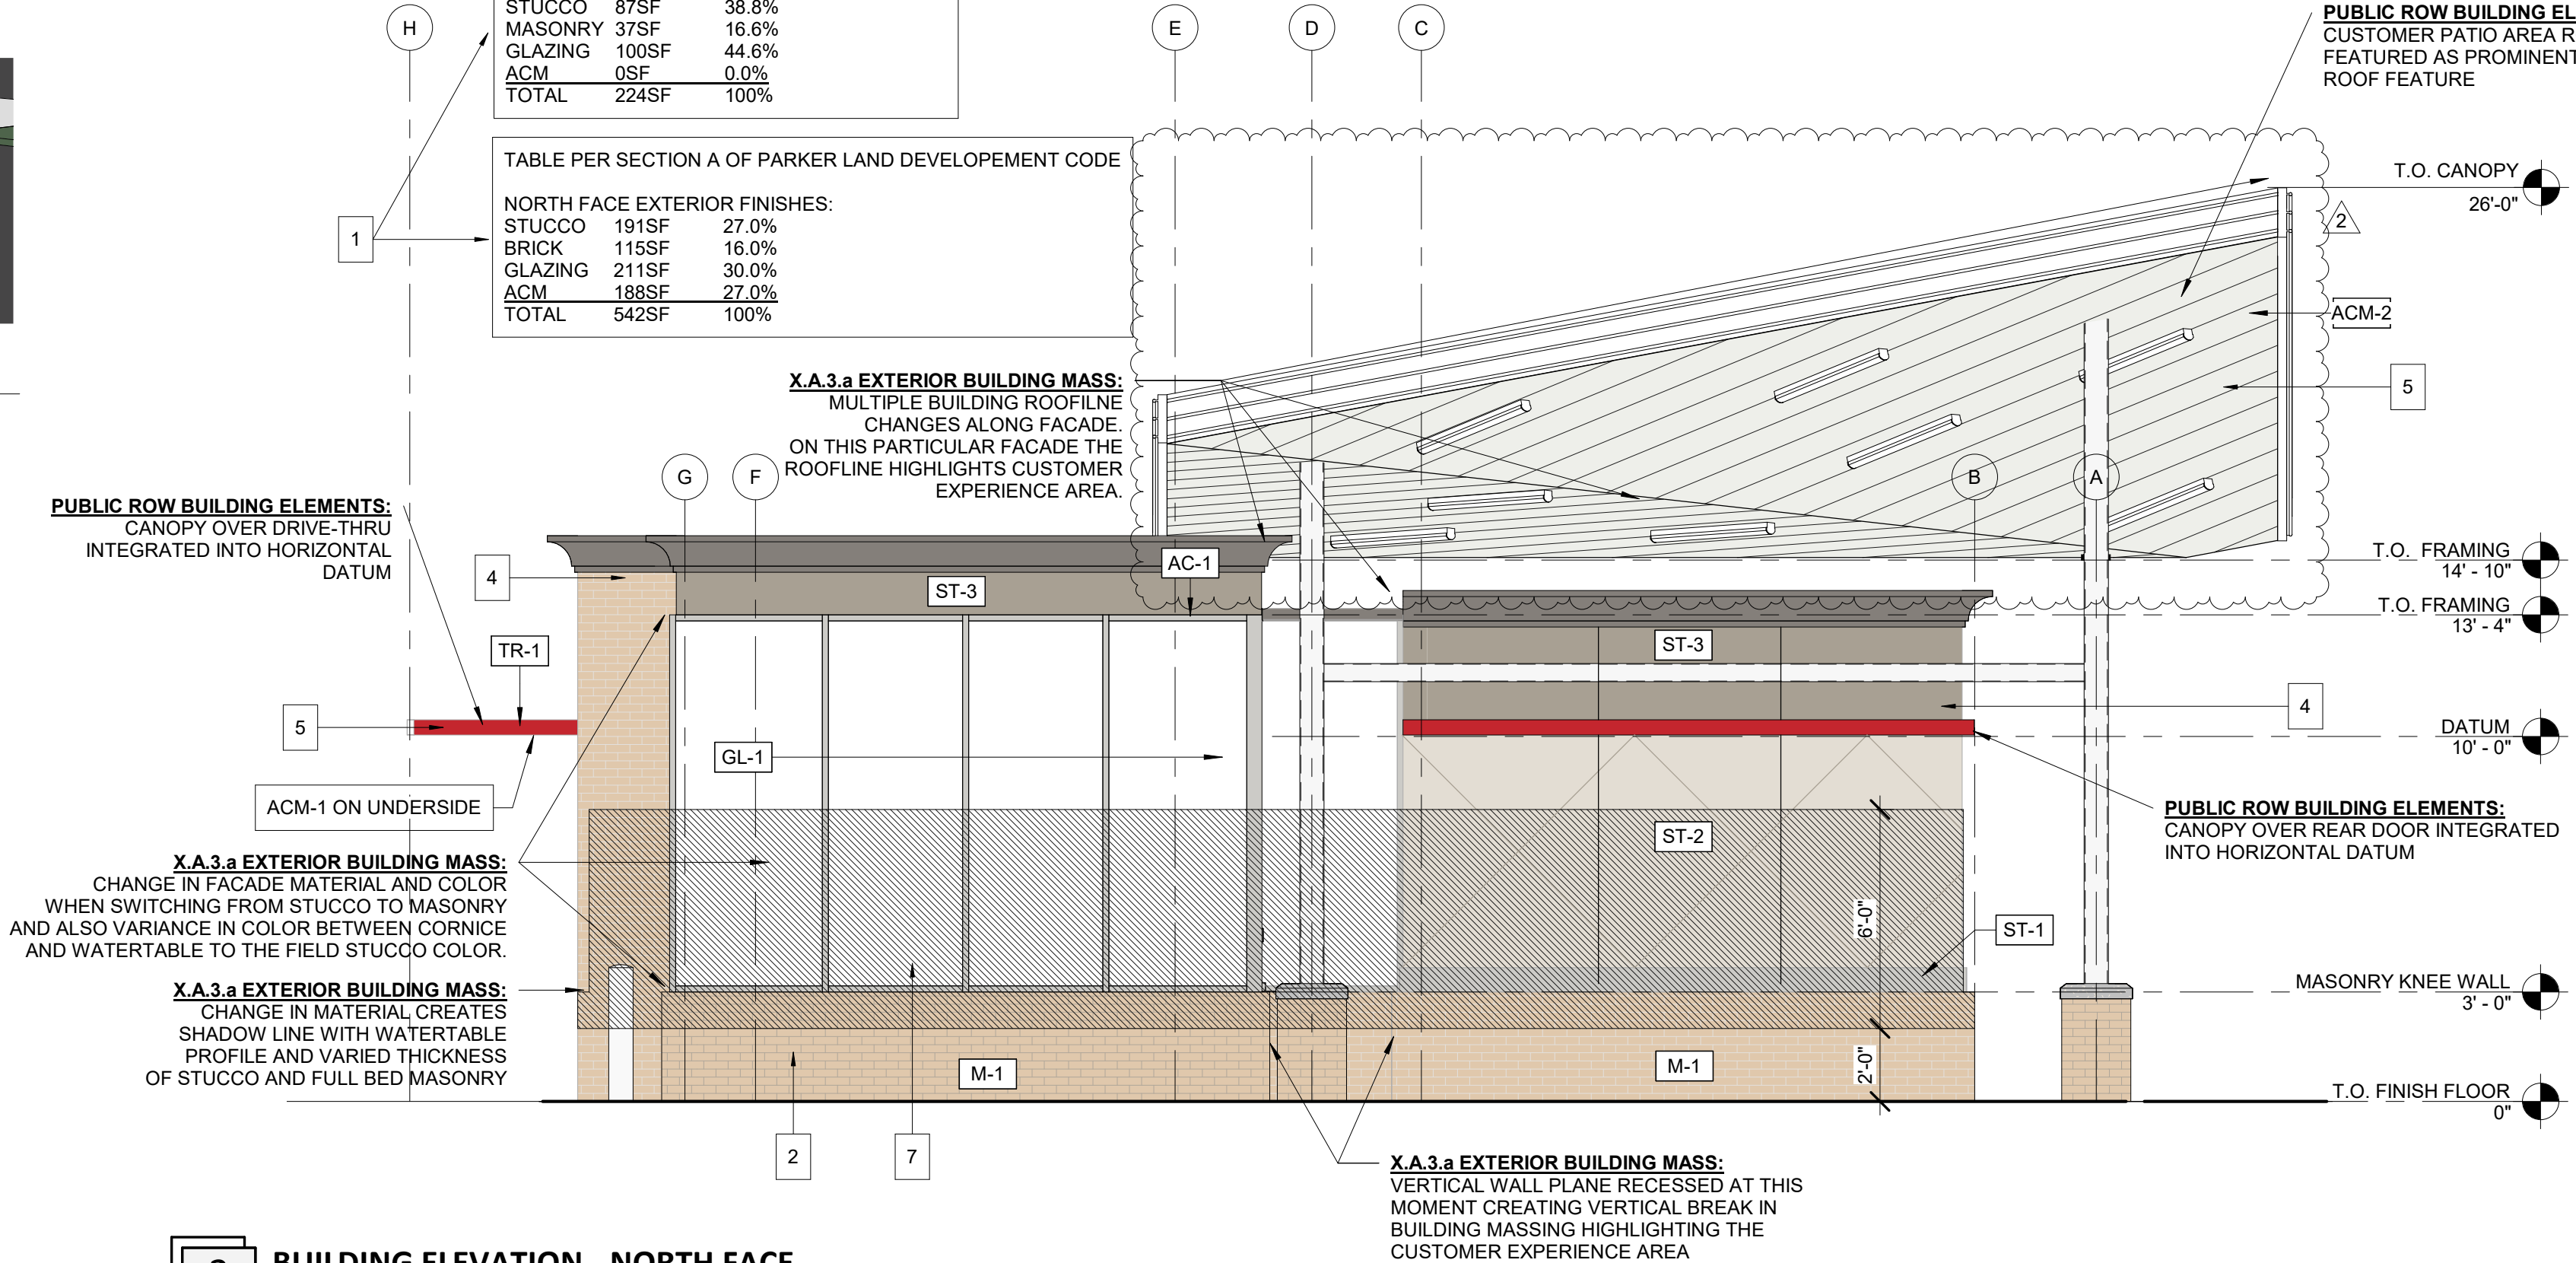 H
E
D
C
STUCCO 87SF 38.8%
MASONRY 37SF 16.6%
GLAZING 100SF 44.6%
ACM 0SF 0.0%
TOTAL 224SF 100%
PUBLIC ROW BUILDING EL
CUSTOMER PATIO AREA R
FEATURED AS PROMINENT
ROOF FEATURE
TABLE PER SECTION A OF PARKER LAND DEVELOPEMENT CODE
NORTH FACE EXTERIOR FINISHES:
STUCCO 191SF 27.0%
BRICK 115SF 16.0%
GLAZING 211SF 30.0%
ACM 188SF 27.0%
TOTAL 542SF 100%
1
T.O. CANOPY
26'-0"
2
ACM-2
5
X.A.3.a EXTERIOR BUILDING MASS:
MULTIPLE BUILDING ROOFILNE
CHANGES ALONG FACADE.
ON THIS PARTICULAR FACADE THE
ROOFLINE HIGHLIGHTS CUSTOMER
EXPERIENCE AREA.
G
F
B
A
PUBLIC ROW BUILDING ELEMENTS:
CANOPY OVER DRIVE-THRU
INTEGRATED INTO HORIZONTAL
DATUM
4
AC-1
ST-3
T.O. FRAMING
14' - 10"
T.O. FRAMING
13' - 4"
TR-1
ST-3
5
4
DATUM
10' - 0"
GL-1
ACM-1 ON UNDERSIDE
PUBLIC ROW BUILDING ELEMENTS:
CANOPY OVER REAR DOOR INTEGRATED
INTO HORIZONTAL DATUM
ST-2
X.A.3.a EXTERIOR BUILDING MASS:
CHANGE IN FACADE MATERIAL AND COLOR
WHEN SWITCHING FROM STUCCO TO MASONRY
AND ALSO VARIANCE IN COLOR BETWEEN CORNICE
AND WATERTABLE TO THE FIELD STUCCO COLOR.
6'-0"
ST-1
X.A.3.a EXTERIOR BUILDING MASS:
CHANGE IN MATERIAL CREATES
SHADOW LINE WITH WATERTABLE
PROFILE AND VARIED THICKNESS
OF STUCCO AND FULL BED MASONRY
MASONRY KNEE WALL
3' - 0"
M-1
M-1
2'-0"
T.O. FINISH FLOOR
0"
2
7
X.A.3.a EXTERIOR BUILDING MASS:
VERTICAL WALL PLANE RECESSED AT THIS
MOMENT CREATING VERTICAL BREAK IN
BUILDING MASSING HIGHLIGHTING THE
CUSTOMER EXPERIENCE AREA
BUILDING ELEVATION - NORTH FACE